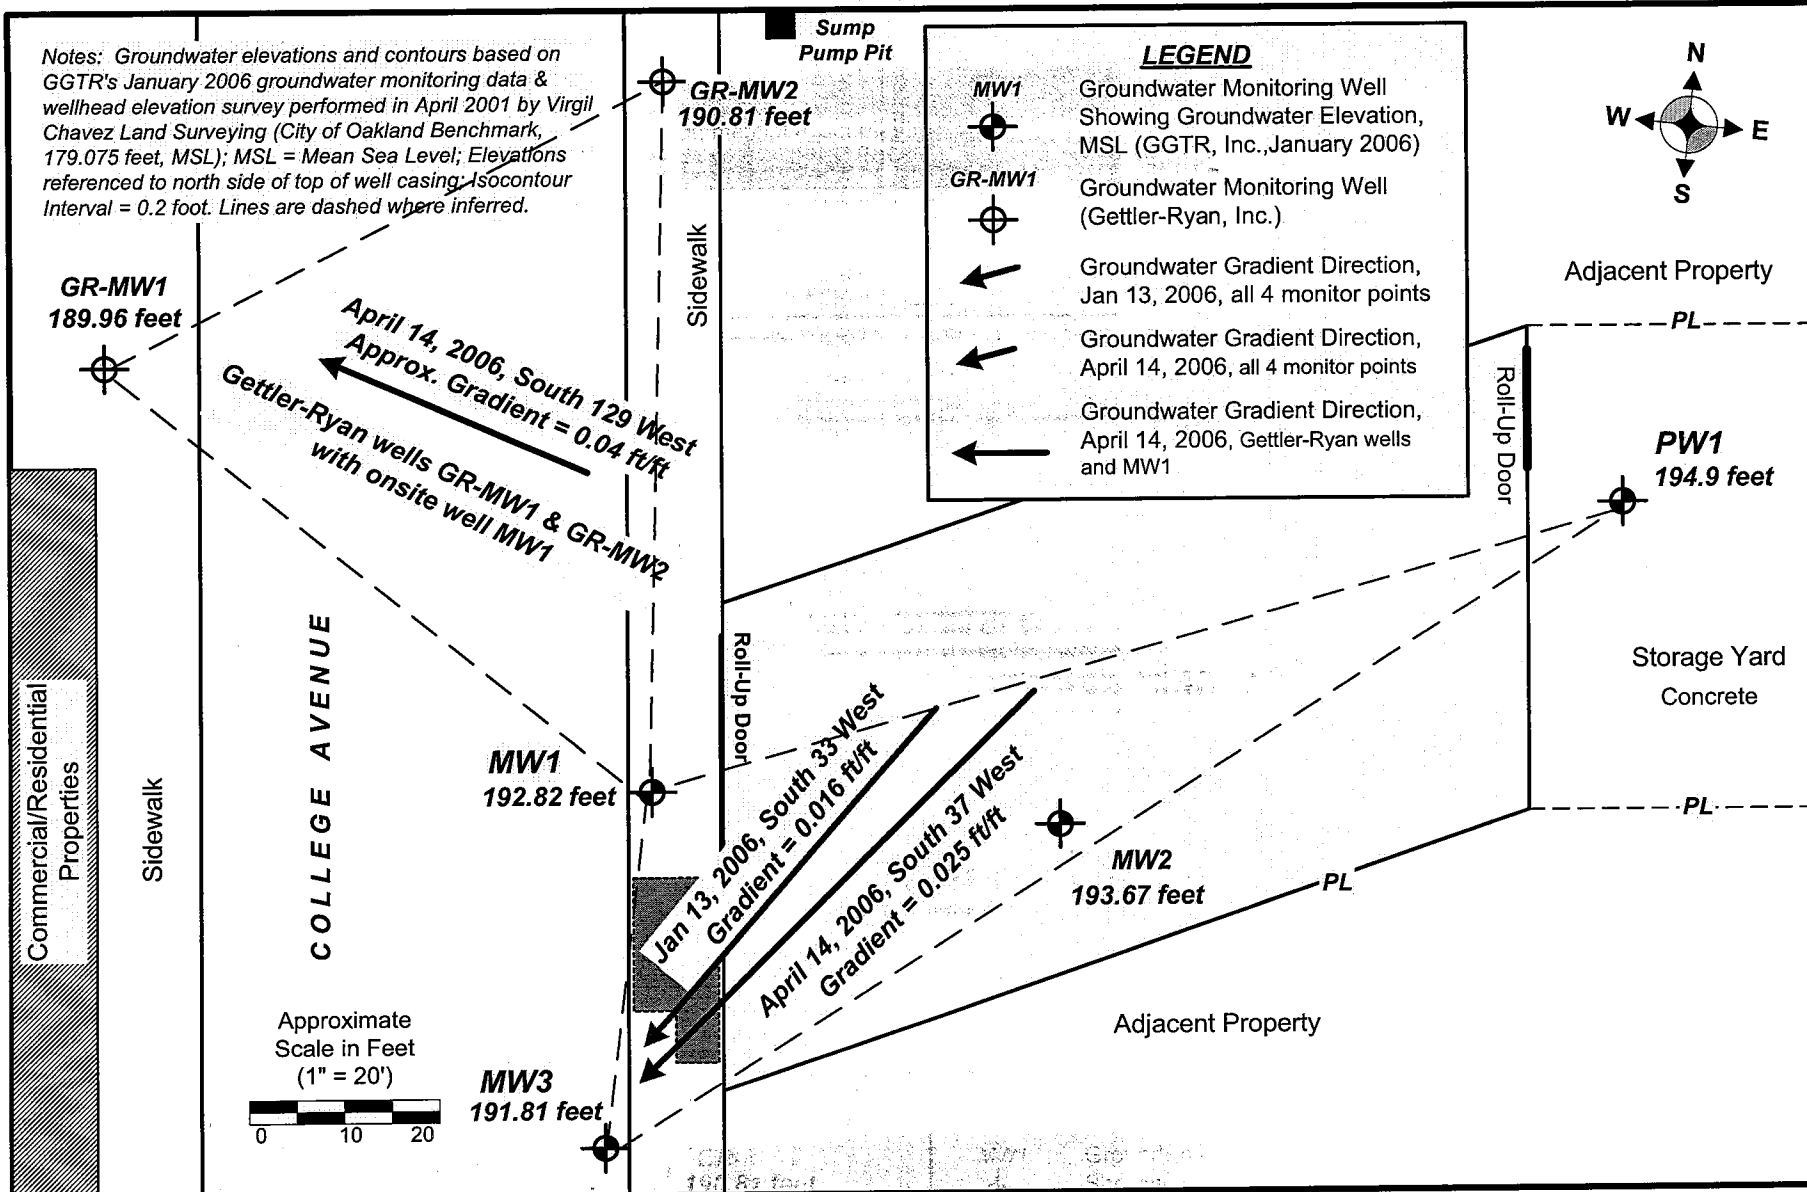 Notes: Groundwater elevations and contours based on
GGTR's January 2006 groundwater monitoring data &
wellhead elevation survey performed in April 2001 by Virgil
Chavez Land Surveying (City of Oakland Benchmark,
179.075 feet, MSL); MSL = Mean Sea Level; Elevations
referenced to north side of top of well casing; Isocontour
Interval = 0.2 foot. Lines are dashed where inferred.
Sump
Pump Pit
GR-MW2
190.81 feet
LEGEND
MW1
Groundwater Monitoring Well
Showing Groundwater Elevation,
MSL (GGTR, Inc.,January 2006)
GR-MW1
Groundwater Monitoring Well
(Gettler-Ryan, Inc.)
Groundwater Gradient Direction,
Jan 13, 2006, all 4 monitor points
Groundwater Gradient Direction,
April 14, 2006, all 4 monitor points
Groundwater Gradient Direction,
April 14, 2006, Gettler-Ryan wells
and MW1
N
W
E
S
Adjacent Property
PL
GR-MW1
189.96 feet
Sidewalk
April 14, 2006, South 129 West
Approx. Gradient = 0.04 ft/ft
Gettler-Ryan wells GR-MW1 & GR-MW2
with onsite well MW1
Roll-Up Door
PW1
194.9 feet
Storage Yard
Concrete
Commercial/Residential
Properties
Sidewalk
COLLEGE AVENUE
Roll-Up Door
MW1
192.82 feet
Jan 13, 2006, South 33 West
Gradient = 0.016 ft/ft
April 14, 2006, South 37 West
Gradient = 0.025 ft/ft
MW2
193.67 feet
PL
PL
Adjacent Property
Approximate
Scale in Feet
(1" = 20')
0 10 20
MW3
191.81 feet